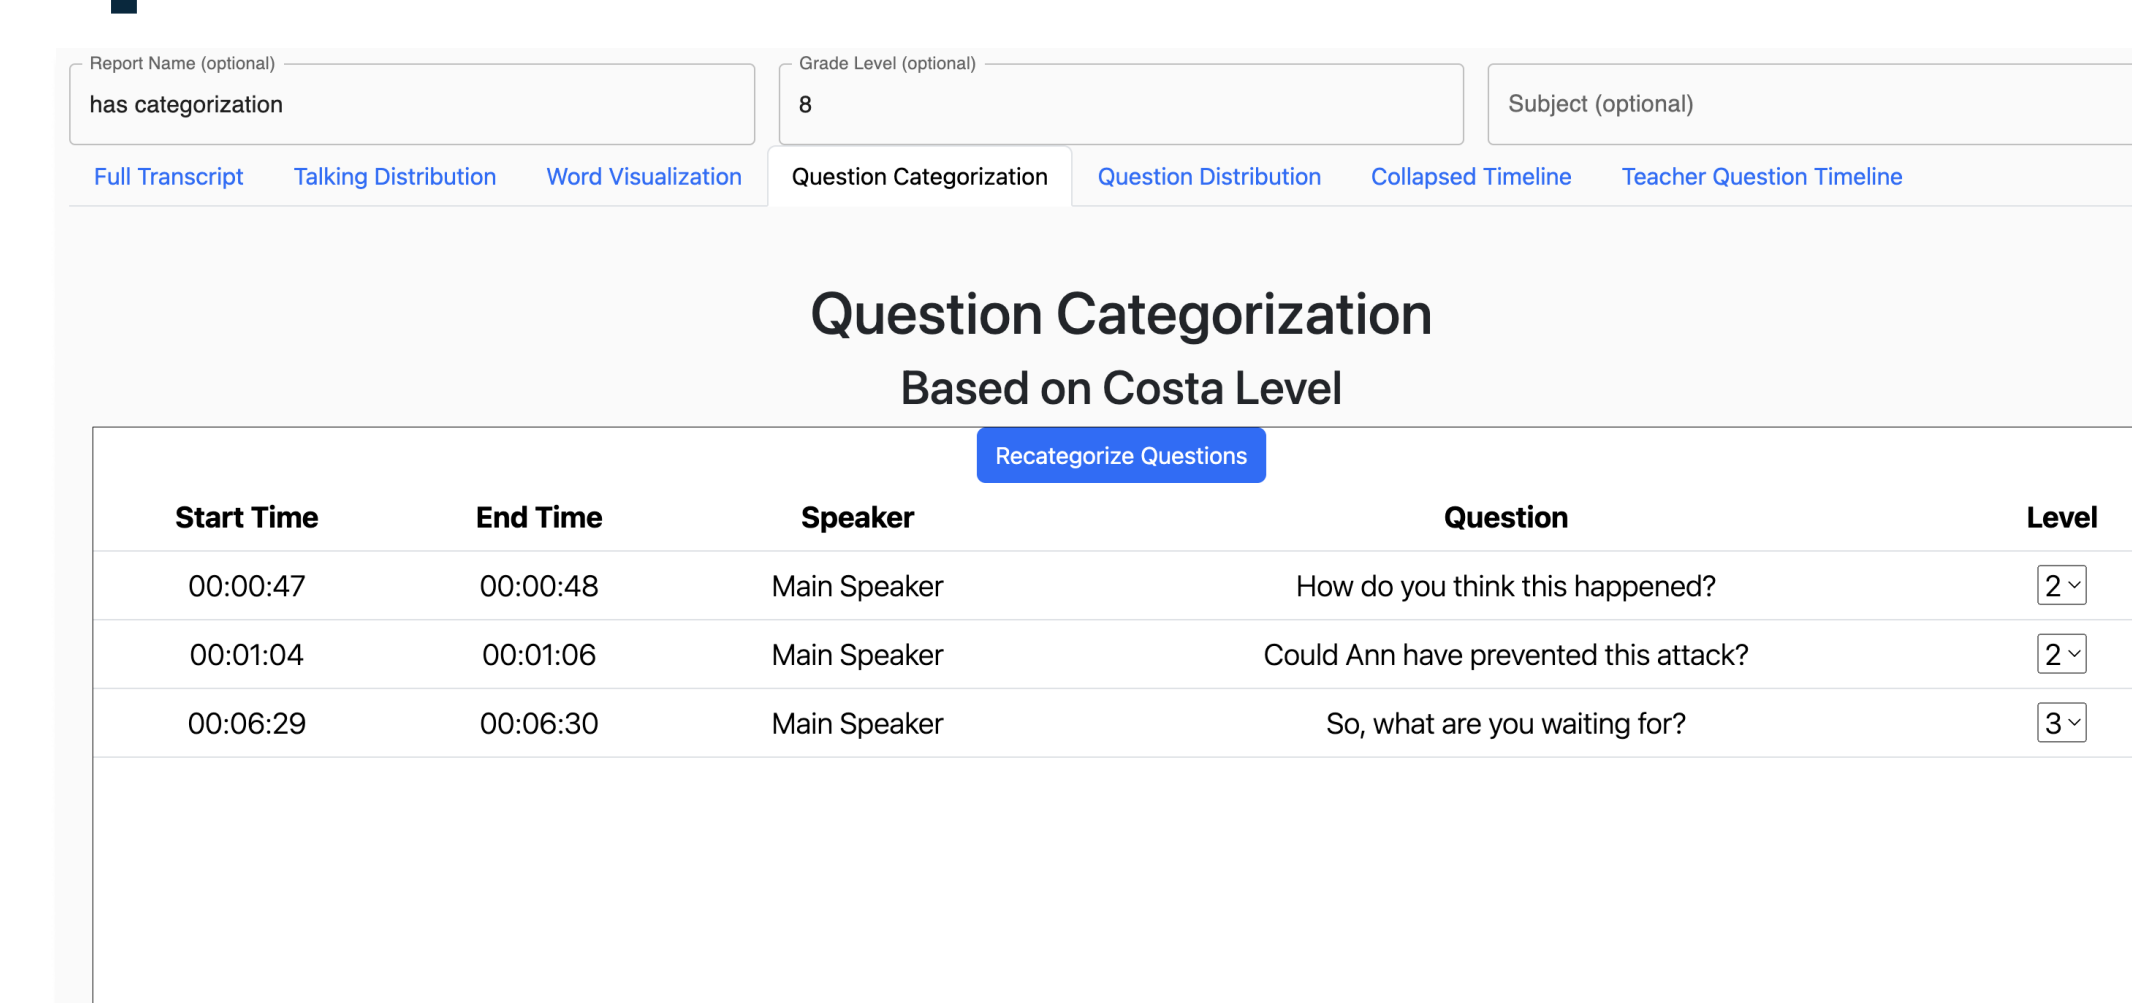 Report Name (optional) Grade Level (optional)
has categorization 8 Subject (optional)
Full Transcript Talking Distribution Word Visualization Question Categorization Question Distribution Collapsed Timeline Teacher Question Timeline
Question Categorization
Based on Costa Level
Recategorize Questions
Start Time End Time Speaker Question Level
00:00:47 00:00:48 Main Speaker How do you think this happened? 2
00:01:04 00:01:06 Main Speaker Could Ann have prevented this attack? 2
00:06:29 00:06:30 Main Speaker So, what are you waiting for? 3